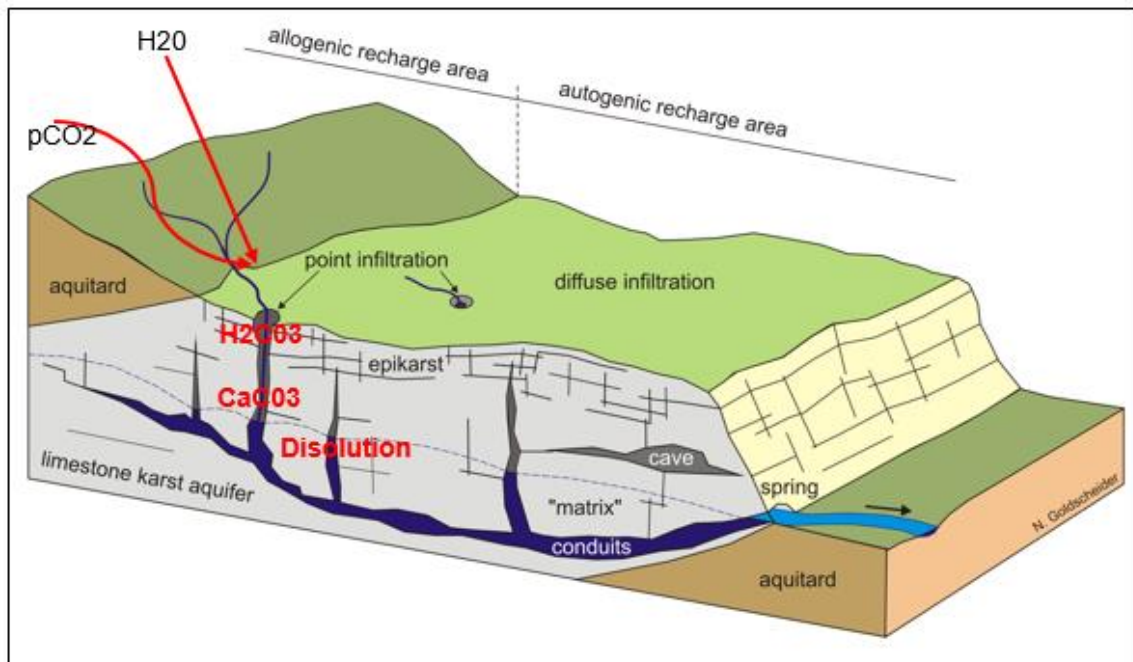 H20
allogenic recharge area
autogenic recharge area
pCO2
point infiltration
diffuse infiltration
aquitard
H2C03
epikarst
CaC03
Disolution
cave
limestone karst aquifer
spring
"matrix"
conduits
N. Goldscheider
aquitard